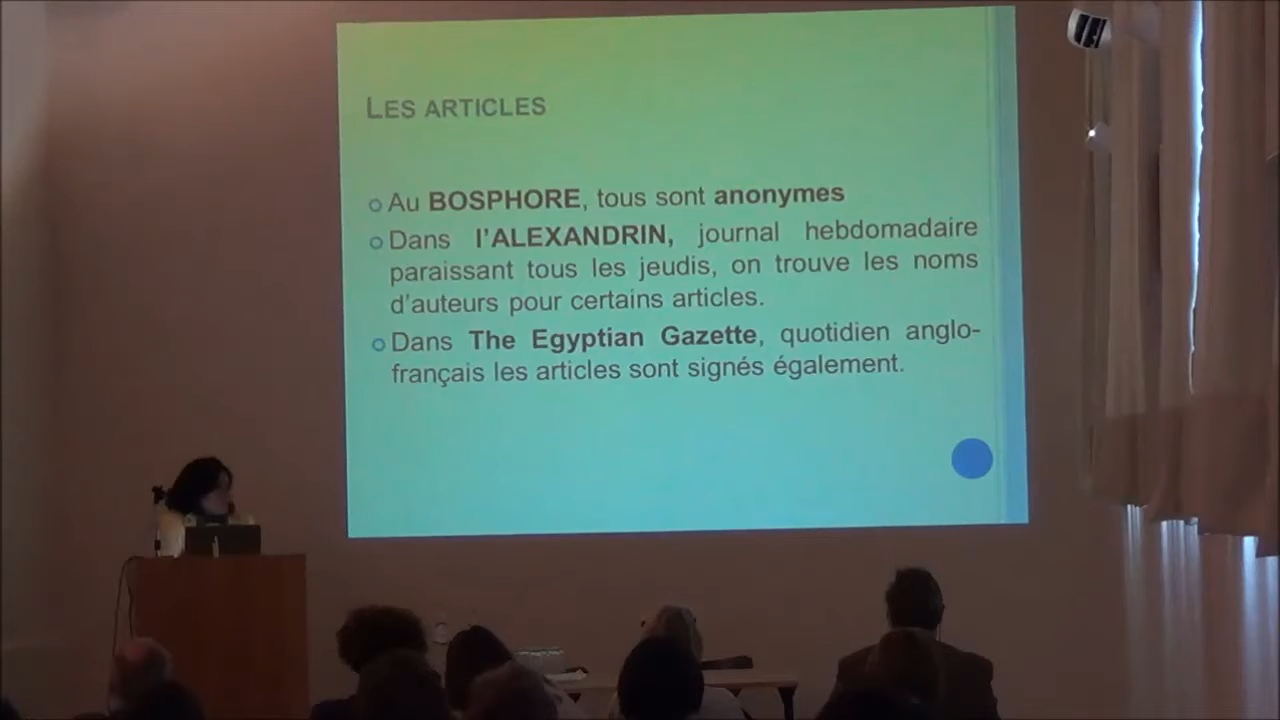 LES ARTICLES
Au BOSPHORE, tous sont anonymes
Dans l'ALEXANDRIN, journal hebdomadaire
paraissant tous les jeudis, on trouve les noms
d'auteurs pour certains articles.
Dans The Egyptian Gazette, quotidien anglo-
français les articles sont signés également.